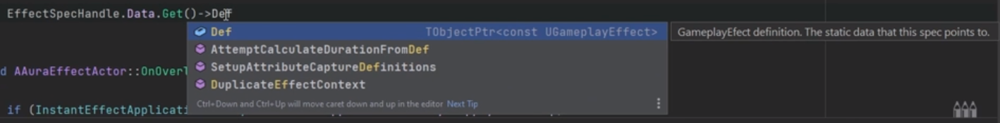 EffectSpecHandle.Data.Get()->Def
Def TObjectPtr<const UGameplayEffect>
GameplayEfect definition. The static data that this spec points to.
AttemptCalculateDurationFromDef
SetupAttributeCaptureDefinitions
d AAuraEffectActor::OnOverl
DuplicateEffectContext
Ctrl+Down and Ctrl+Up will move caret down and up in the editor Next Tip
if (InstantEffectApplicati